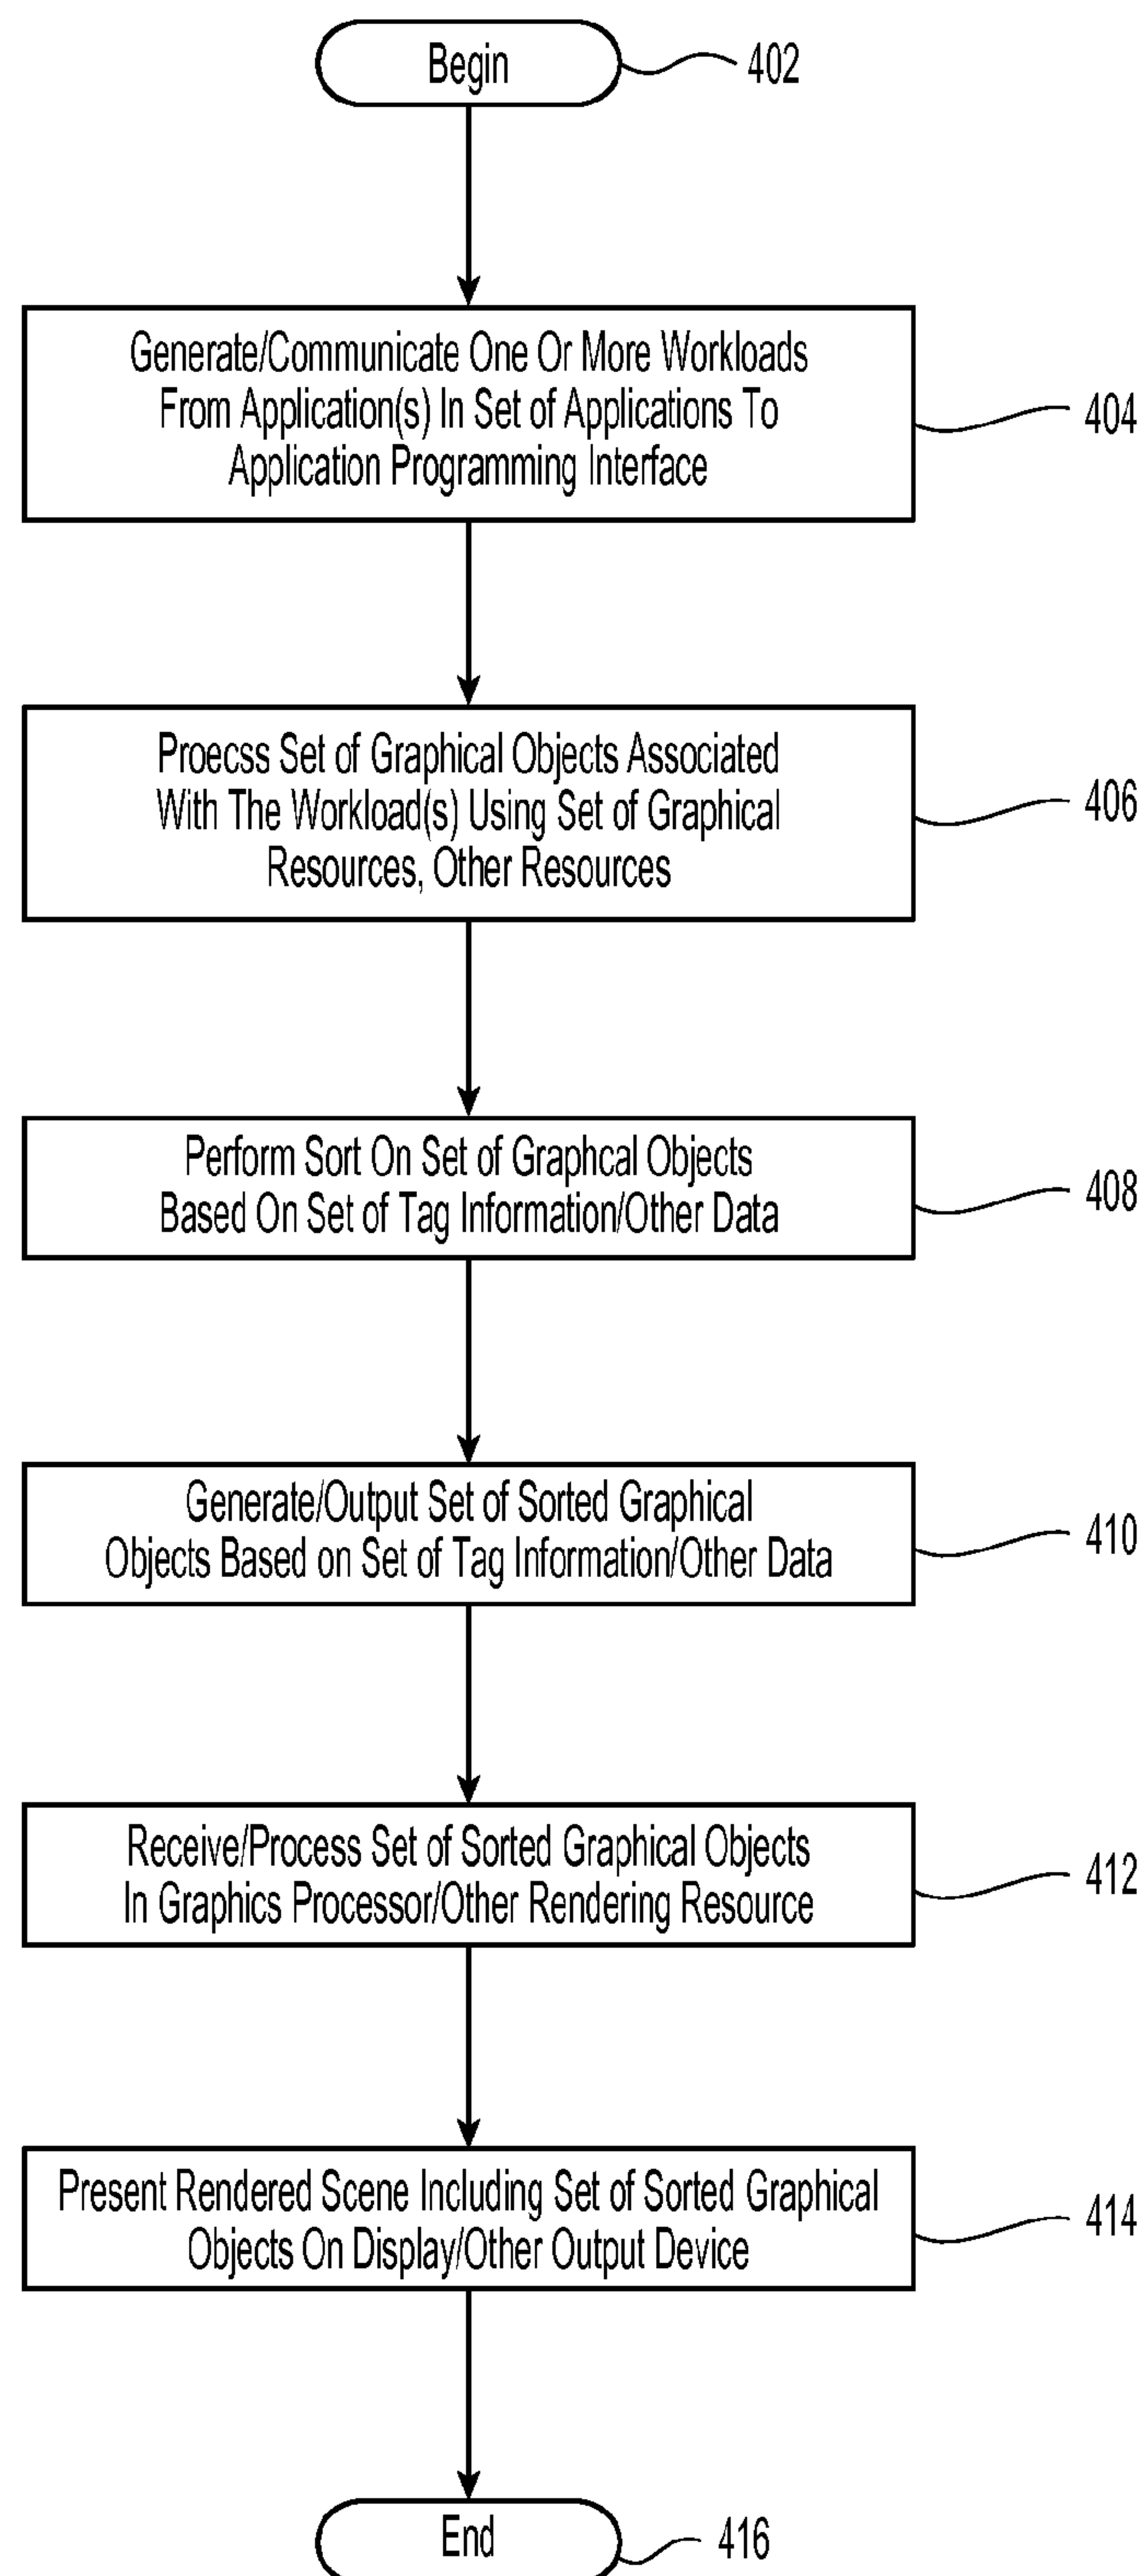 Begin
402
Generate/Communicate One Or More Workloads
From Application(s) In Set of Applications To
Application Programming Interface
404
Proecss Set of Graphical Objects Associated
With The Workload(s) Using Set of Graphical
Resources, Other Resources
406
Perform Sort On Set of Graphcal Objects
Based On Set of Tag Information/Other Data
408
Generate/Output Set of Sorted Graphical
Objects Based on Set of Tag Information/Other Data
410
Receive/Process Set of Sorted Graphical Objects
In Graphics Processor/Other Rendering Resource
412
Present Rendered Scene Including Set of Sorted Graphical
Objects On Display/Other Output Device
414
End
416